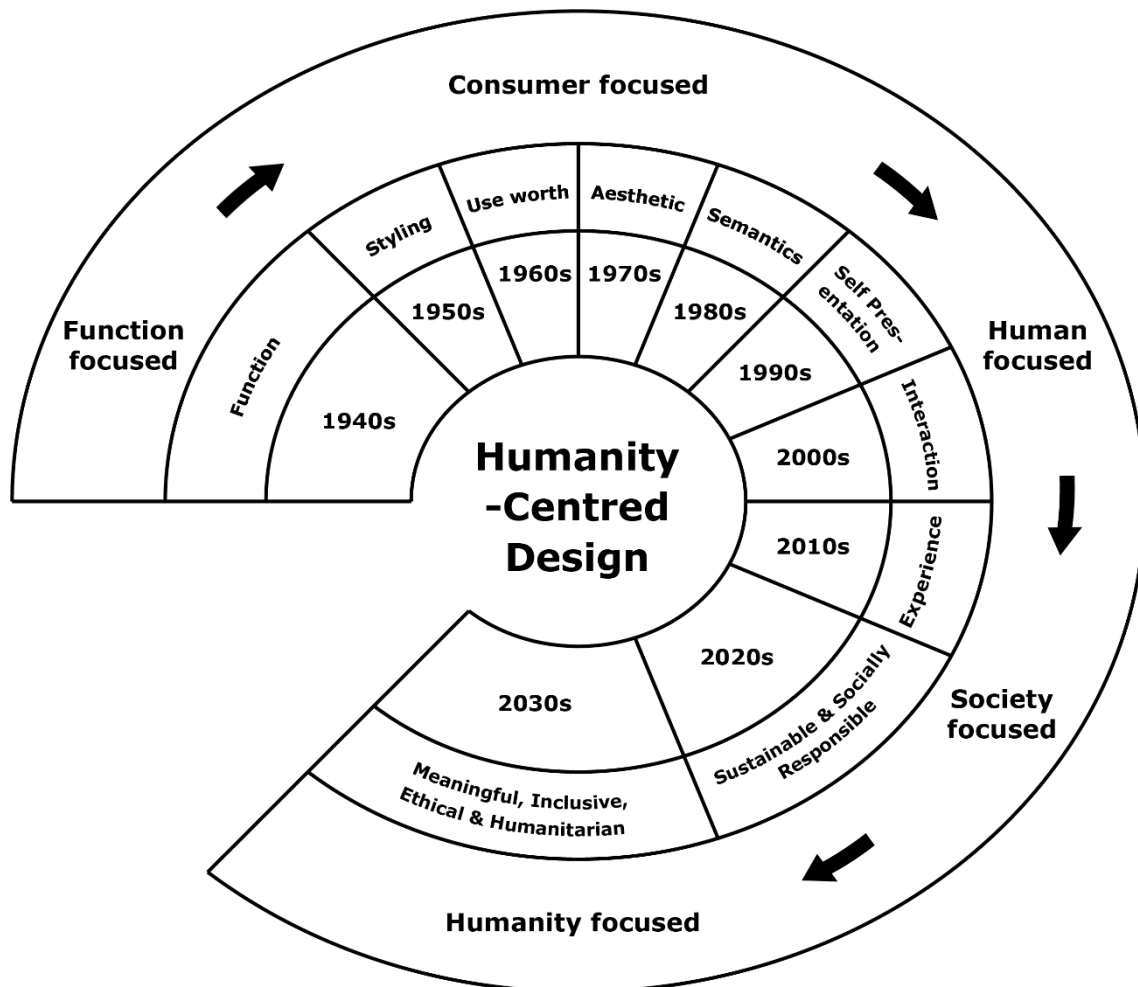 Consumer focused
Function
focused
Human
focused
Society
focused
Humanity focused
Function
Styling
Use worth
Aesthetic
Semantics
Self Pres-
entation
Interaction
Experience
Sustainable & Socially
Responsible
Meaningful, Inclusive,
Ethical & Humanitarian
1940s
1950s
1960s
1970s
1980s
1990s
2000s
2010s
2020s
2030s
Humanity
-Centred
Design